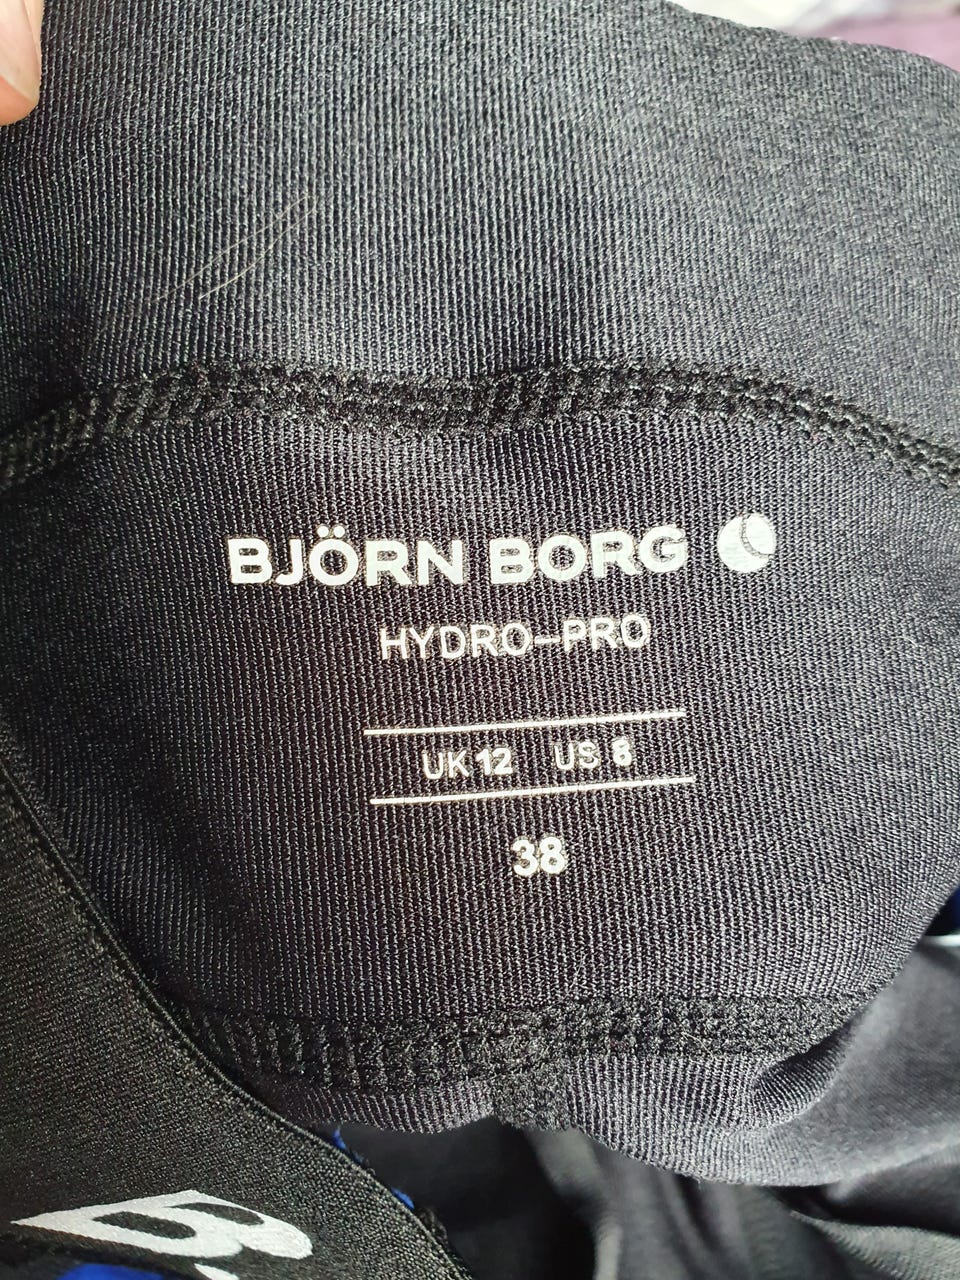 BJÖRN BORG
HYDRO-PRO
UK 12 US 8
38
B